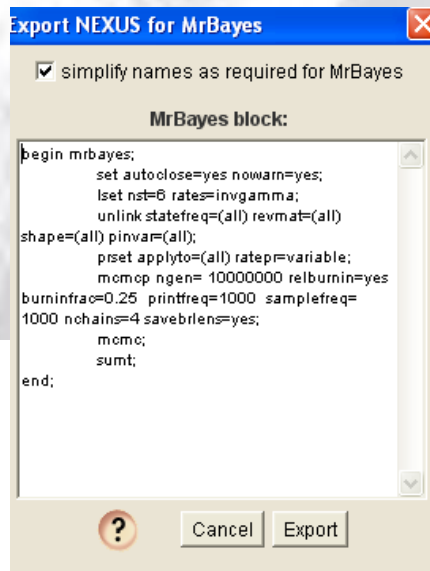 Export NEXUS for MrBayes
simplify names as required for MrBayes
MrBayes block:
begin mrbayes;
set autoclose=yes nowarn=yes;
lset nst=6 rates=invgamma;
unlink statefreq=(all) revmat=(all)
shape=(all) pinvar=(all);
prset applyto=(all) ratepr=variable;
mcmcp ngen= 10000000 relburnin=yes
burninfrac=0.25 printfreq=1000 samplefreq=
1000 nchains=4 savebrlens=yes;
mcmc;
sumt;
end;
?
Cancel Export